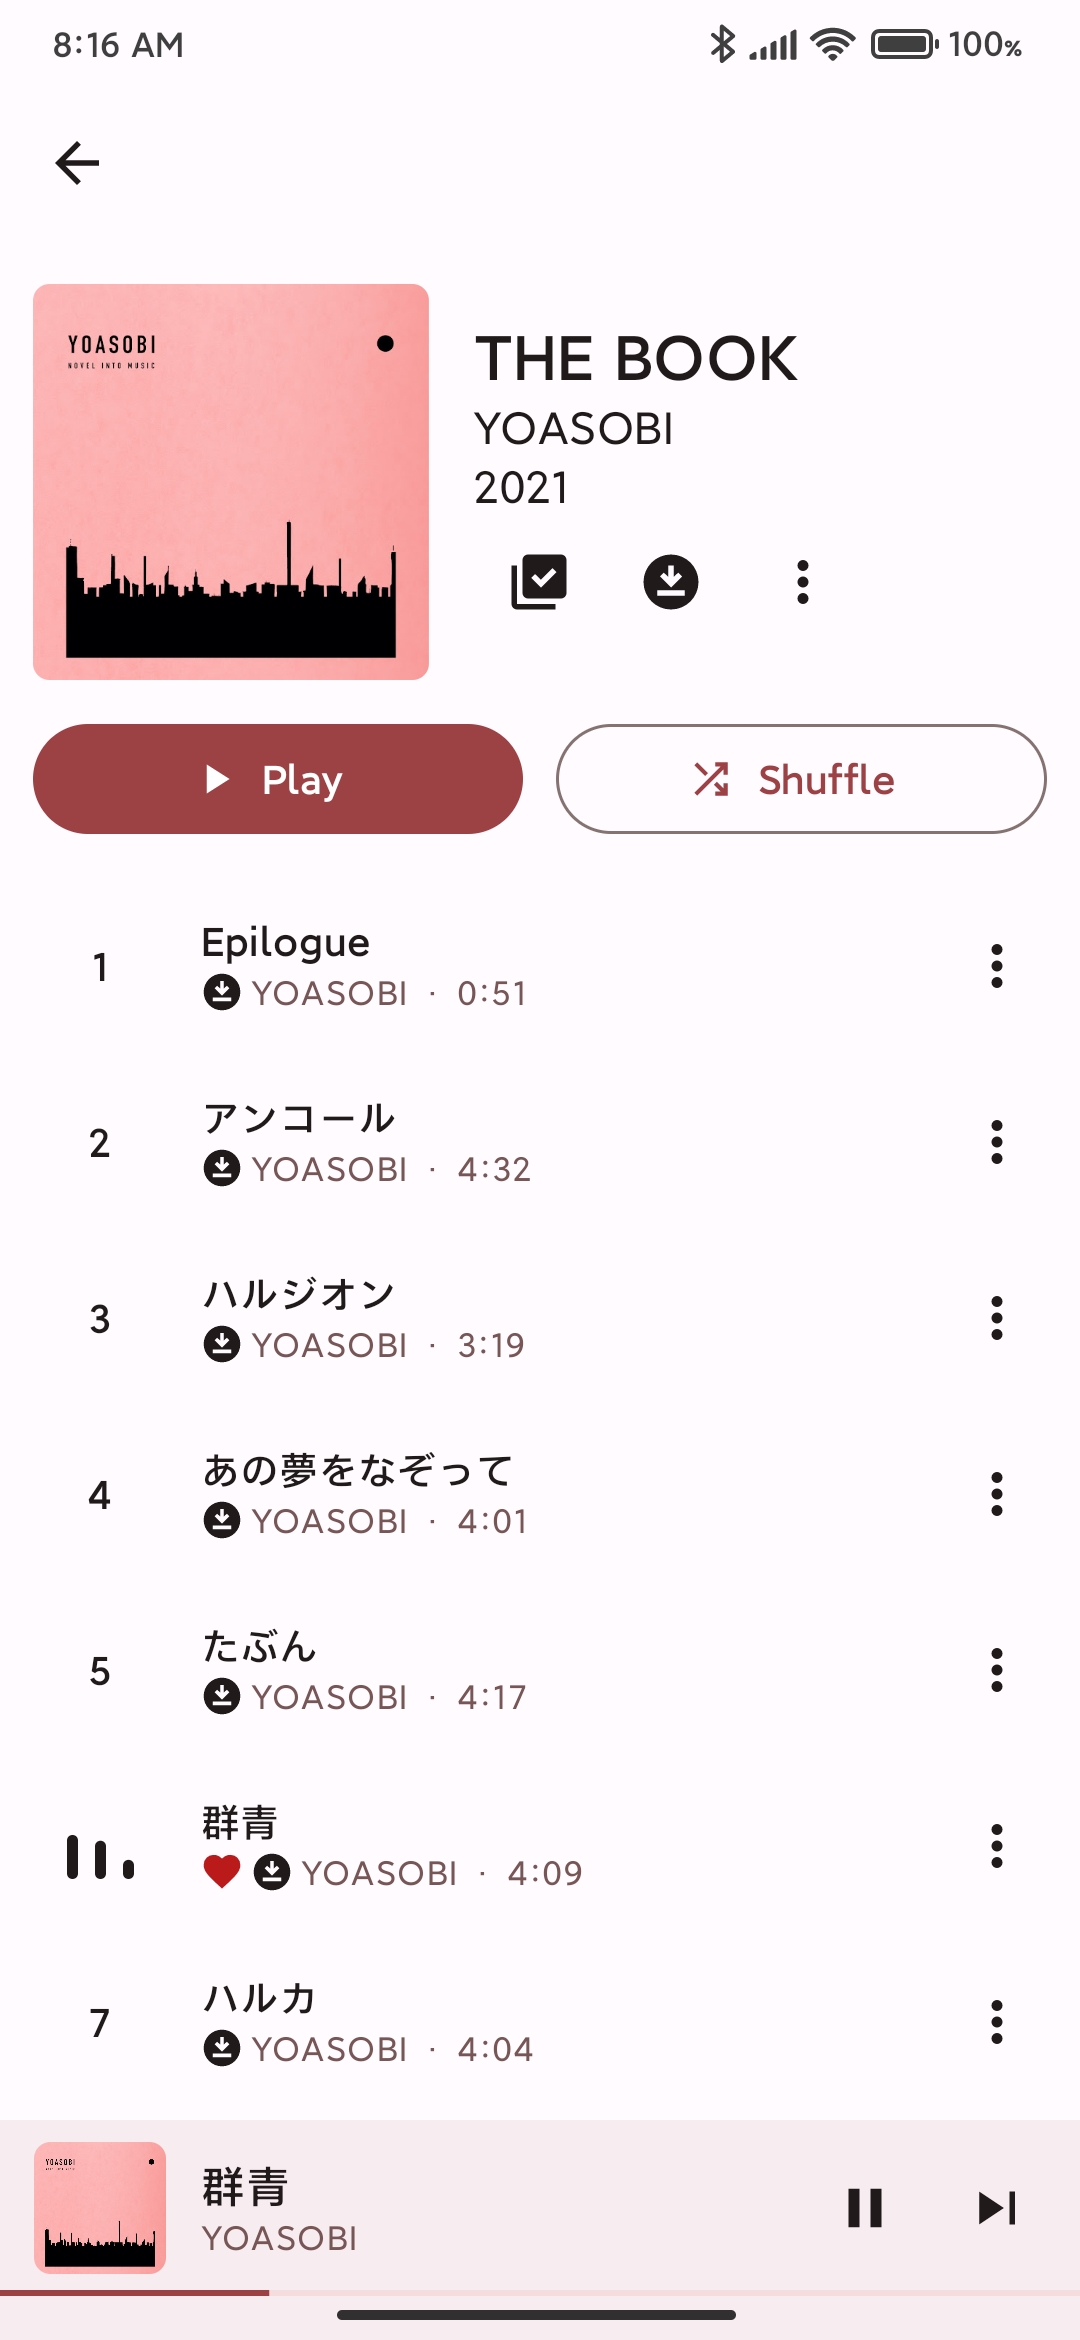 8:16 AM 100%
YOASOBI
NOVEL INTO MUSIC
THE BOOK
YOASOBI
2021
Play
Shuffle
1
Epilogue
YOASOBI · 0:51
2
アンコール
YOASOBI · 4:32
3
ハルジオン
YOASOBI · 3:19
4
あの夢をなぞって
YOASOBI · 4:01
5
たぶん
YOASOBI · 4:17
群青
YOASOBI · 4:09
7
ハルカ
YOASOBI · 4:04
YOASOBI
群青
YOASOBI